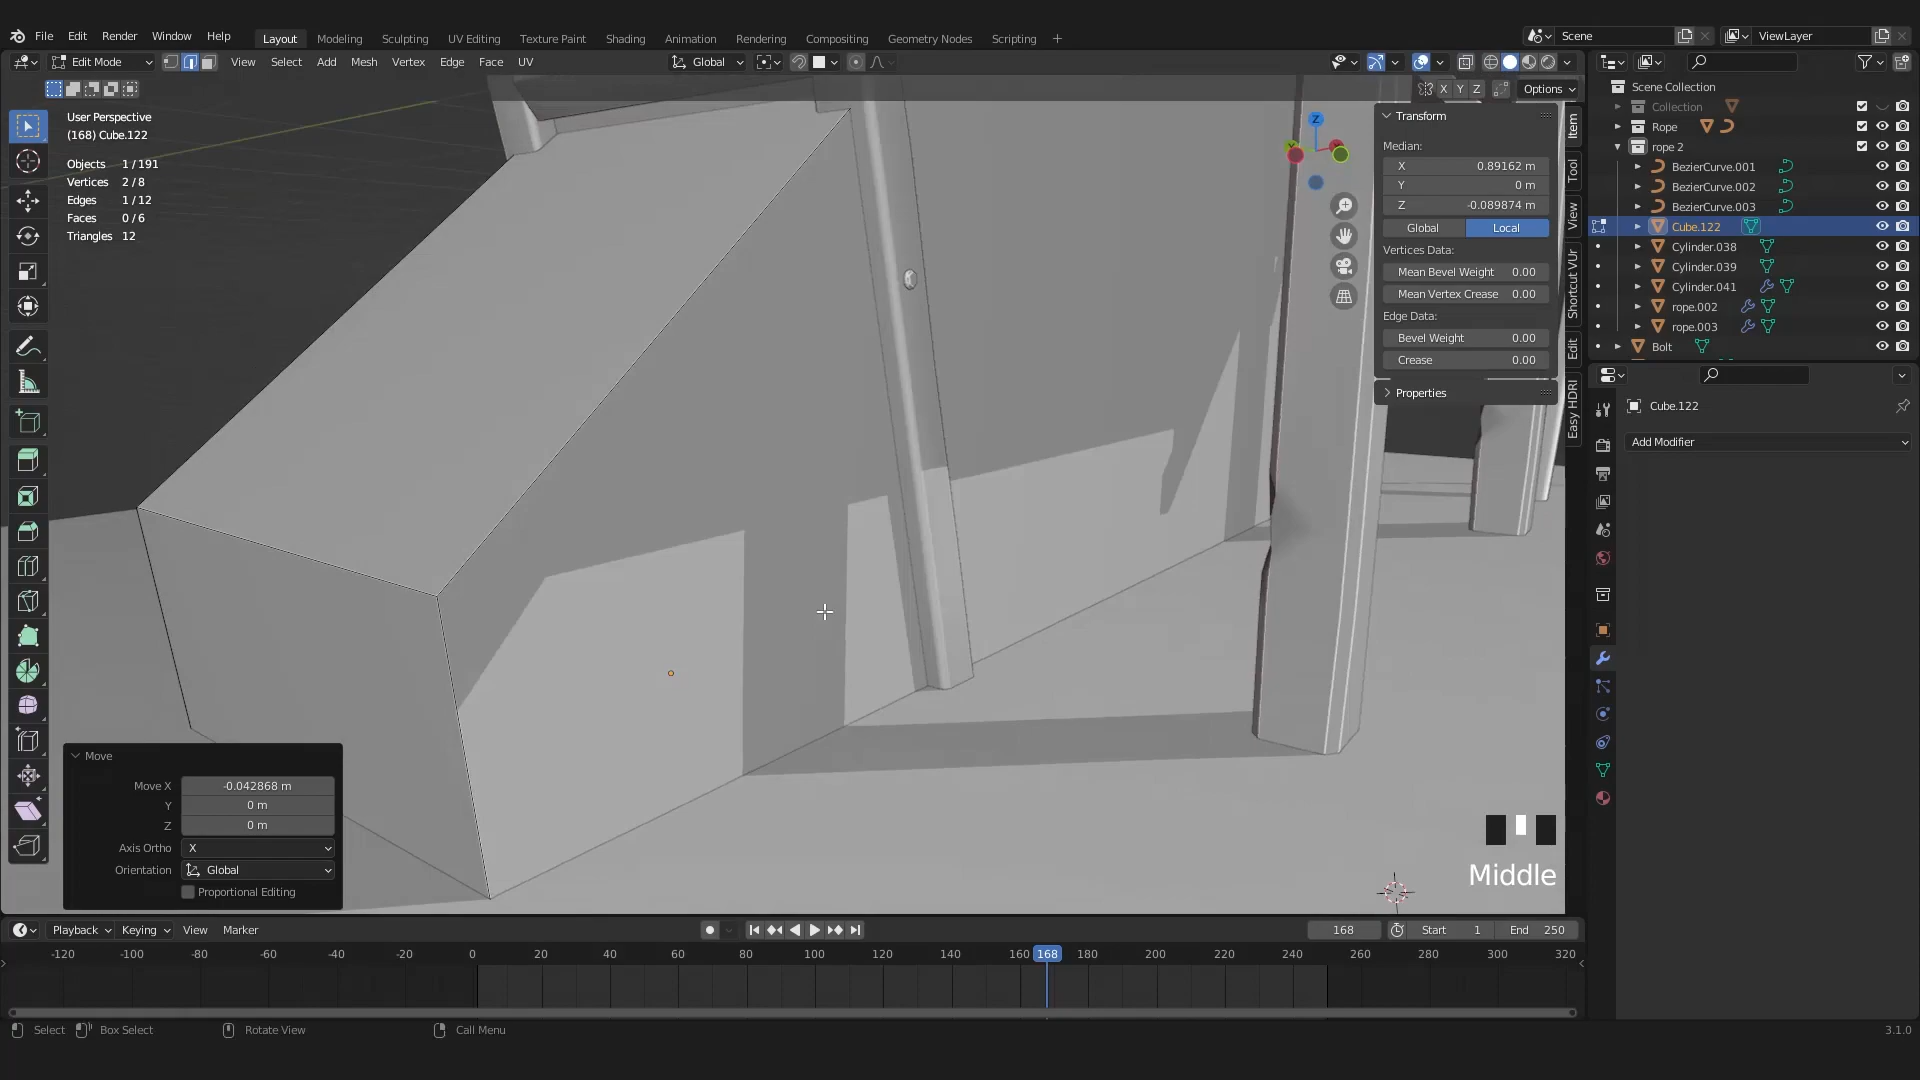 File Edit Render Window Help Layout Modeling Sculpting UV Editing Texture Paint Shading Animation Rendering Compositing Geometry Nodes Scripting + Scene ViewLayer
Edit Mode View Select Add Mesh Vertex Edge Face UV Global
X Y Z Options
User Perspective
(168) Cube.122
Objects 1/191
Vertices 2/8
Edges 1/12
Faces 0/6
Triangles 12
Z
Transform
Median:
X 0.89162 m
Y 0 m
Z -0.089874 m
Global Local
Vertices Data:
Mean Bevel Weight 0.00
Mean Vertex Crease 0.00
Edge Data:
Bevel Weight 0.00
Crease 0.00
Properties
Item
Tool
View
Shortcut VUr
Edit
Easy HDRI
Scene Collection
Collection
Rope
rope 2
BezierCurve.001
BezierCurve.002
BezierCurve.003
Cube.122
Cylinder.038
Cylinder.039
Cylinder.041
rope.002
rope.003
Bolt
Cube.122
Add Modifier
Move
Move X -0.042868 m
Y 0 m
Z 0 m
Axis Ortho X
Orientation Global
Proportional Editing
Middle
Playback Keying View Marker 168 Start 1 End 250
-120 -100 -80 -60 -40 -20 0 20 40 60 80 100 120 140 160 168 180 200 220 240 260 280 300 320
Select Box Select Rotate View Call Menu 3.1.0